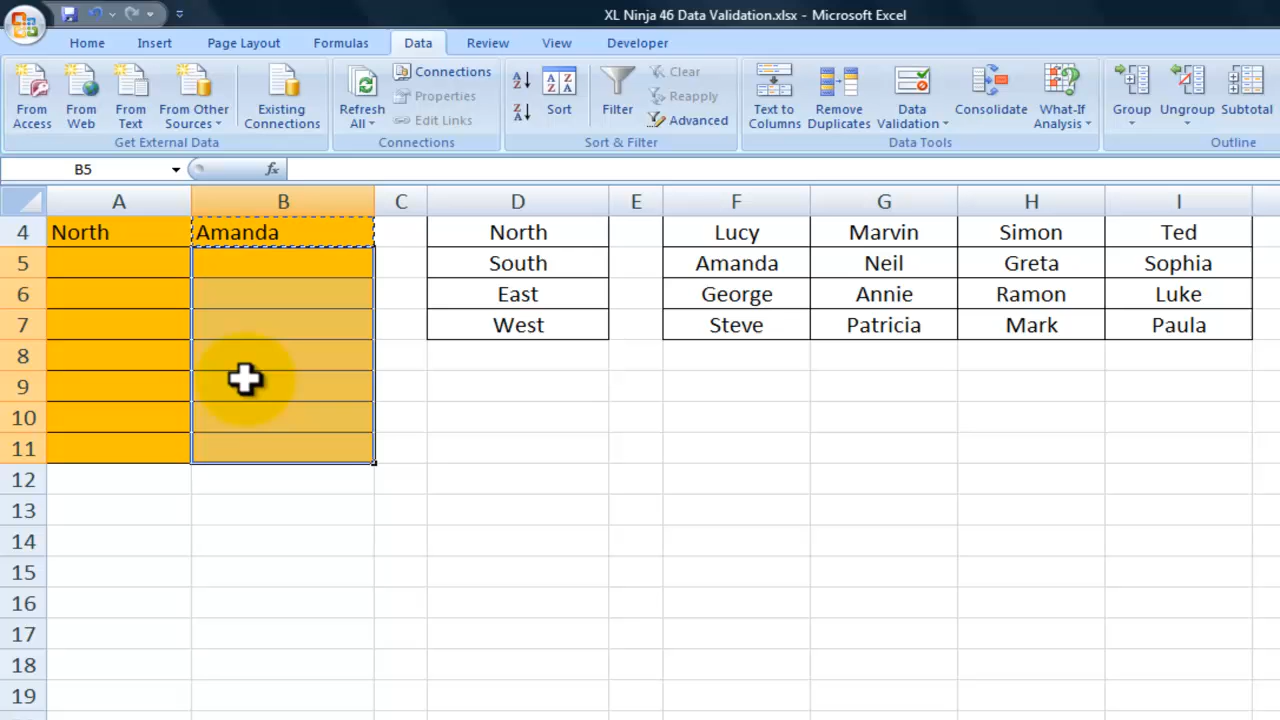 XL Ninja 46 Data Validation.xlsx - Microsoft Excel
Home Insert Page Layout Formulas Data Review View Developer
From Access From Web From Text From Other Sources Existing Connections
Get External Data
Refresh All Connections Properties Edit Links
Connections
Sort Filter Clear Reapply Advanced
Sort & Filter
Text to Columns Remove Duplicates Data Validation Consolidate What-If Analysis
Data Tools
Group Ungroup Subtotal
Outline
B5 fx
A B C D E F G H I
4 North Amanda North Lucy Marvin Simon Ted
5 South Amanda Neil Greta Sophia
6 East George Annie Ramon Luke
7 West Steve Patricia Mark Paula
8
9
10
11
12
13
14
15
16
17
18
19